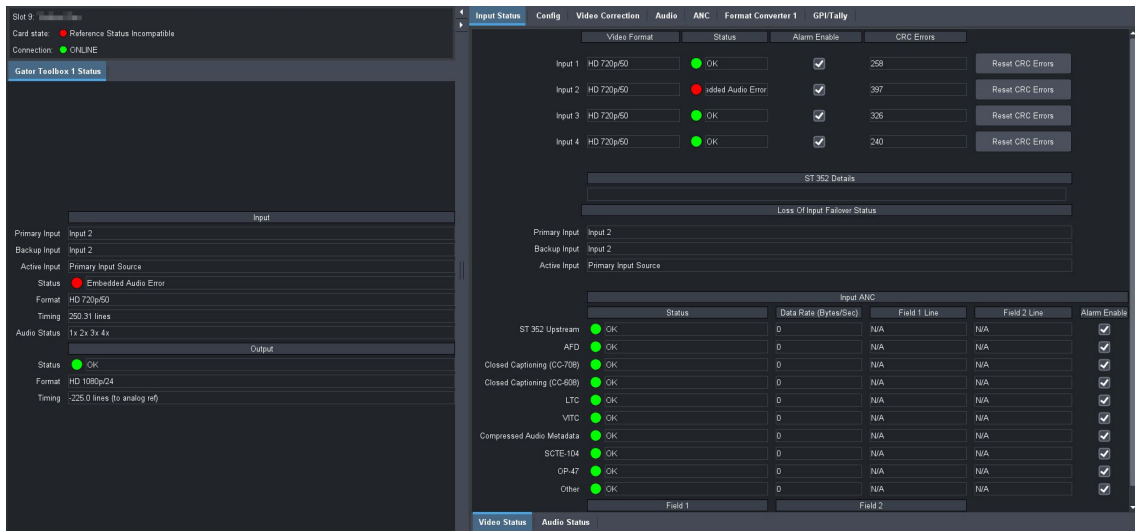 Slot 9:
Card state: Reference Status Incompatible
Connection: ONLINE
Gator Toolbox 1 Status
Input
Primary Input Input 2
Backup Input Input 2
Active Input Primary Input Source
Status Embedded Audio Error
Format HD 720p/50
Timing 250.31 lines
Audio Status 1x 2x 3x 4x
Output
Status OK
Format HD 1080p/24
Timing -225.0 lines (to analog ref)
Input Status Config Video Correction Audio ANC Format Converter 1 GPI/Tally
Video Format Status Alarm Enable CRC Errors
Input 1 HD 720p/50 OK 258 Reset CRC Errors
Input 2 HD 720p/50 edded Audio Error 397 Reset CRC Errors
Input 3 HD 720p/50 OK 326 Reset CRC Errors
Input 4 HD 720p/50 OK 240 Reset CRC Errors
ST 352 Details
Loss Of Input Failover Status
Primary Input Input 2
Backup Input Input 2
Active Input Primary Input Source
Input ANC
Status Data Rate (Bytes/Sec) Field 1 Line Field 2 Line Alarm Enable
ST 352 Upstream OK 0 N/A N/A
AFD OK 0 N/A N/A
Closed Captioning (CC-708) OK 0 N/A N/A
Closed Captioning (CC-608) OK 0 N/A N/A
LTC OK 0 N/A N/A
VITC OK 0 N/A N/A
Compressed Audio Metadata OK 0 N/A N/A
SCTE-104 OK 0 N/A N/A
OP-47 OK 0 N/A N/A
Other OK 0 N/A N/A
Field 1 Field 2
Video Status Audio Status